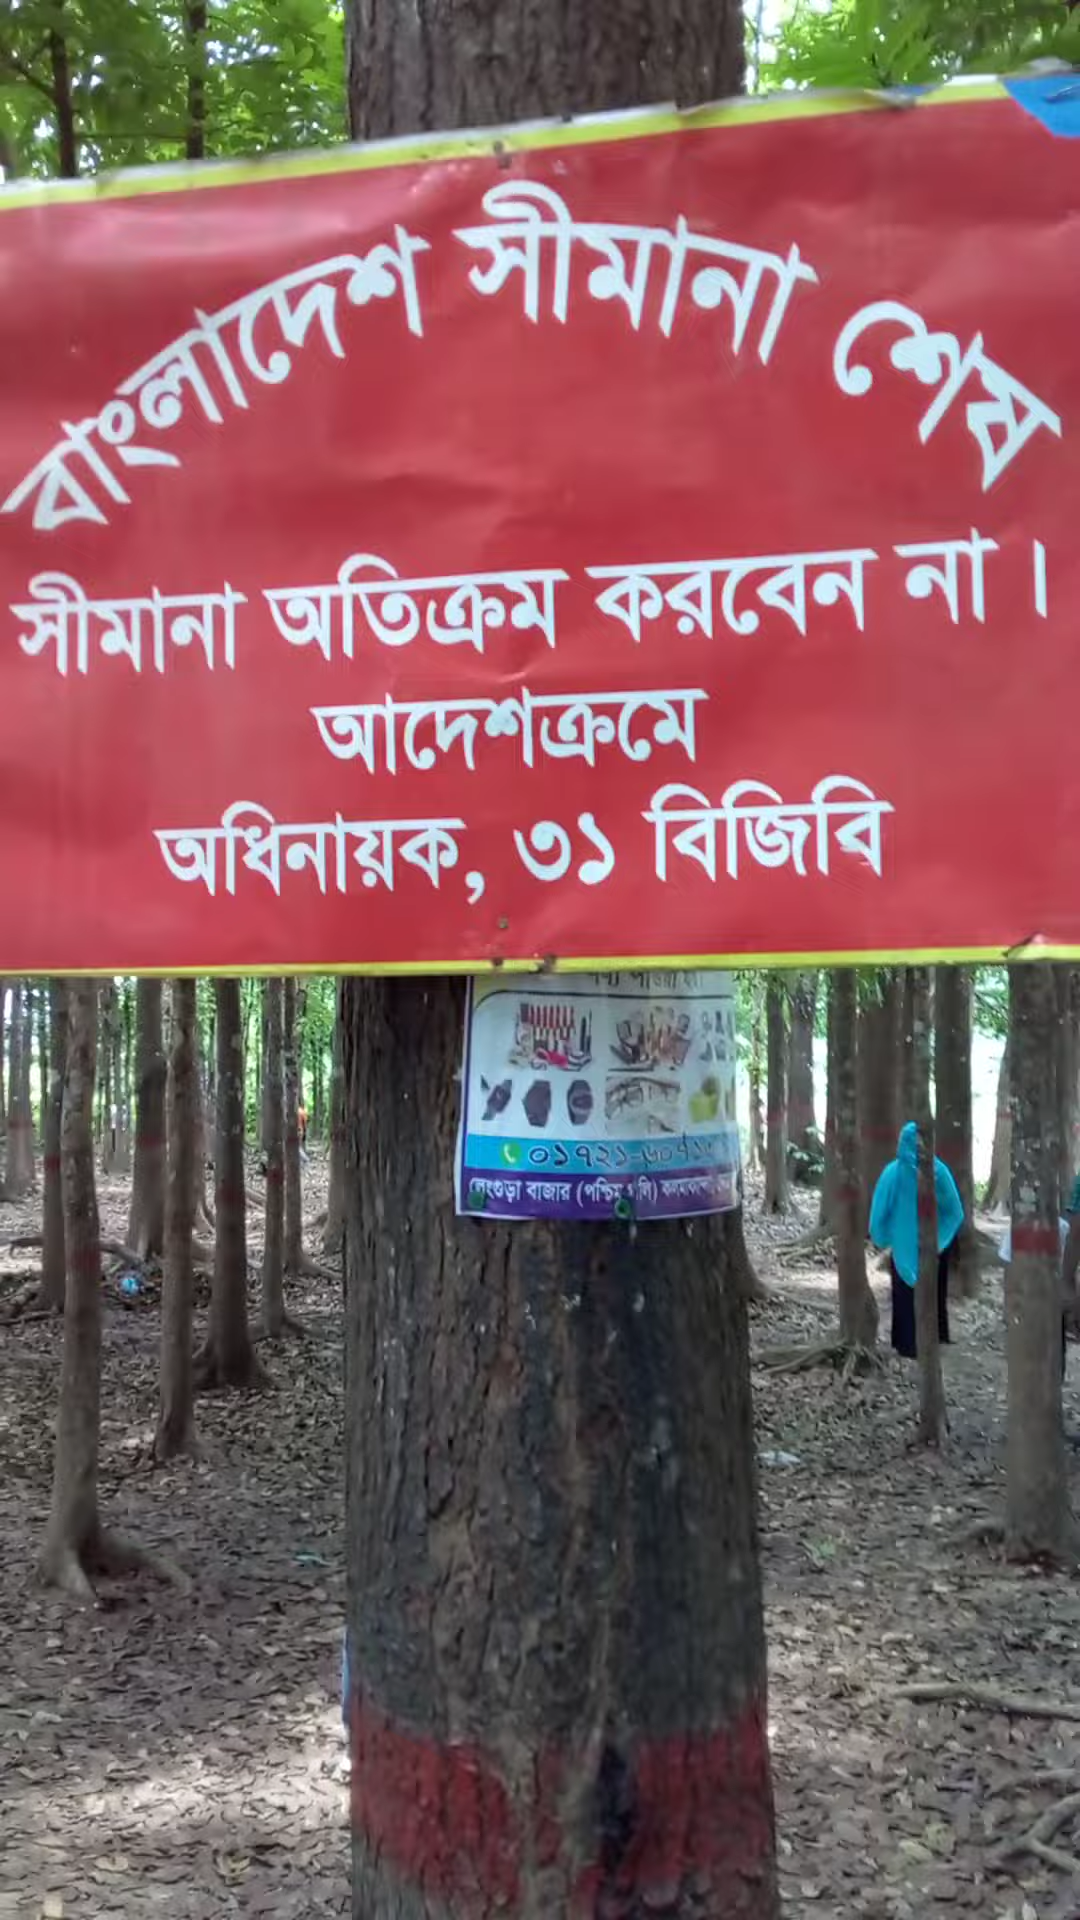 বাংলাদেশ সীমানা শেষ
সীমানা অতিক্রম করবেন না।
আদেশক্রমে
অধিনায়ক, ৩১ বিজিবি
লেংগুড়া বাজার